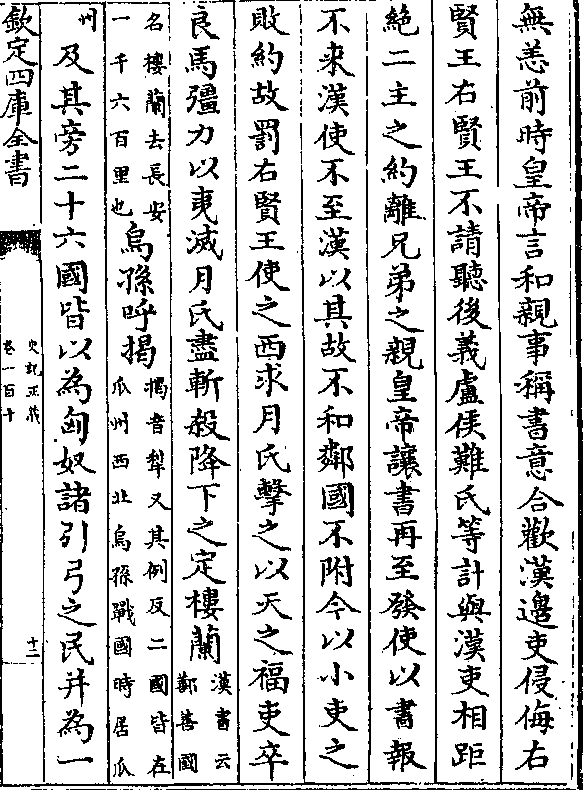 無恙前時皇帝言和親事稱書意合歡漢邊吏侵侮右
賢王右賢王不請聽後義盧侯難氏等計與漢吏相距
絶二主之約離兄弟之親皇帝讓書再至發使以書報
不来漢使不至漢以其故不和鄰國不附今以小吏之
敗約故罰右賢王使之西求月氏擊之以天之福吏卒
良馬彊力以夷滅月氏盡斬殺降下之定樓蘭漢書云鄯善國
名樓蘭去長安一千六百里也烏孫呼揭揭音犁又其例反二國皆在瓜州西北烏孫戰國時居瓜
州及其旁二十六國皆以為匈奴諸引弓之民并為一
欽定四庫全書
史記正義
卷一百十
十二